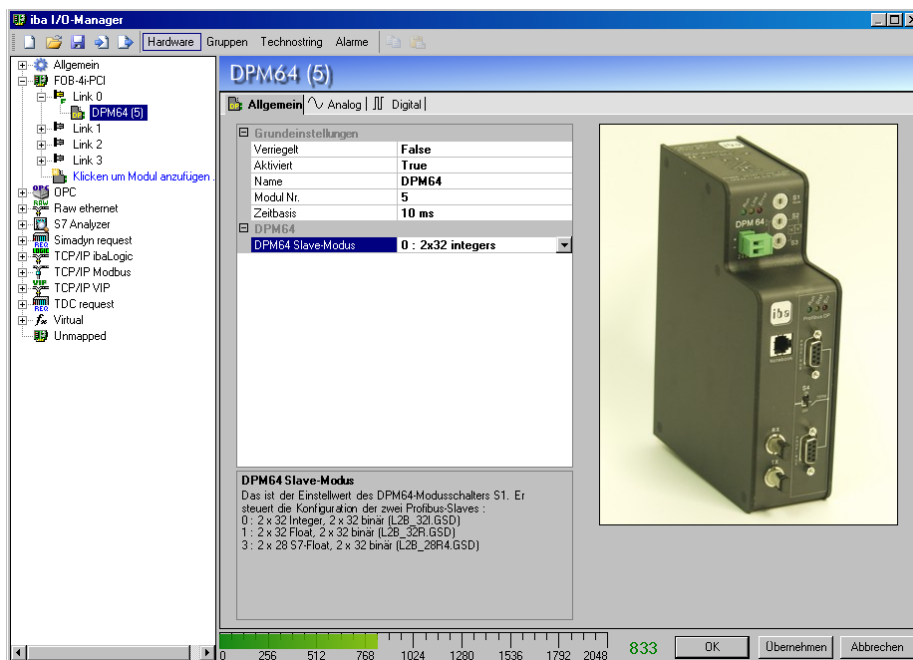 iba I/O-Manager
Hardware Gruppen Technostring Alarme
Allgemein
FOB-4i-PCI
Link 0
DPM64 (5)
Link 1
Link 2
Link 3
Klicken um Modul anzufügen .
OPC
Raw ethernet
S7 Analyzer
Simadyn request
TCP/IP ibaLogic
TCP/IP Modbus
TCP/IP VIP
TDC request
Virtual
Unmapped
DPM64 (5)
Allgemein Analog Digital
Grundeinstellungen
Verriegelt False
Aktiviert True
Name DPM64
Modul Nr. 5
Zeitbasis 10 ms
DPM64
DPM64 Slave-Modus 0 : 2x32 integers
DPM64 Slave-Modus
Das ist der Einstellwert des DPM64-Modusschalters S1. Er
steuert die Konfiguration der zwei Profibus-Slaves :
0 : 2 x 32 Integer, 2 x 32 binär (L2B_32I.GSD)
1 : 2 x 32 Float, 2 x 32 binär (L2B_32R.GSD)
3 : 2 x 28 S7-Float, 2 x 32 binär (L2B_28R4.GSD)
DPM 64
S1
S2
S3
iba
Profibus DP
S4
0 256 512 768 1024 1280 1536 1792 2048
833
OK Übernehmen Abbrechen